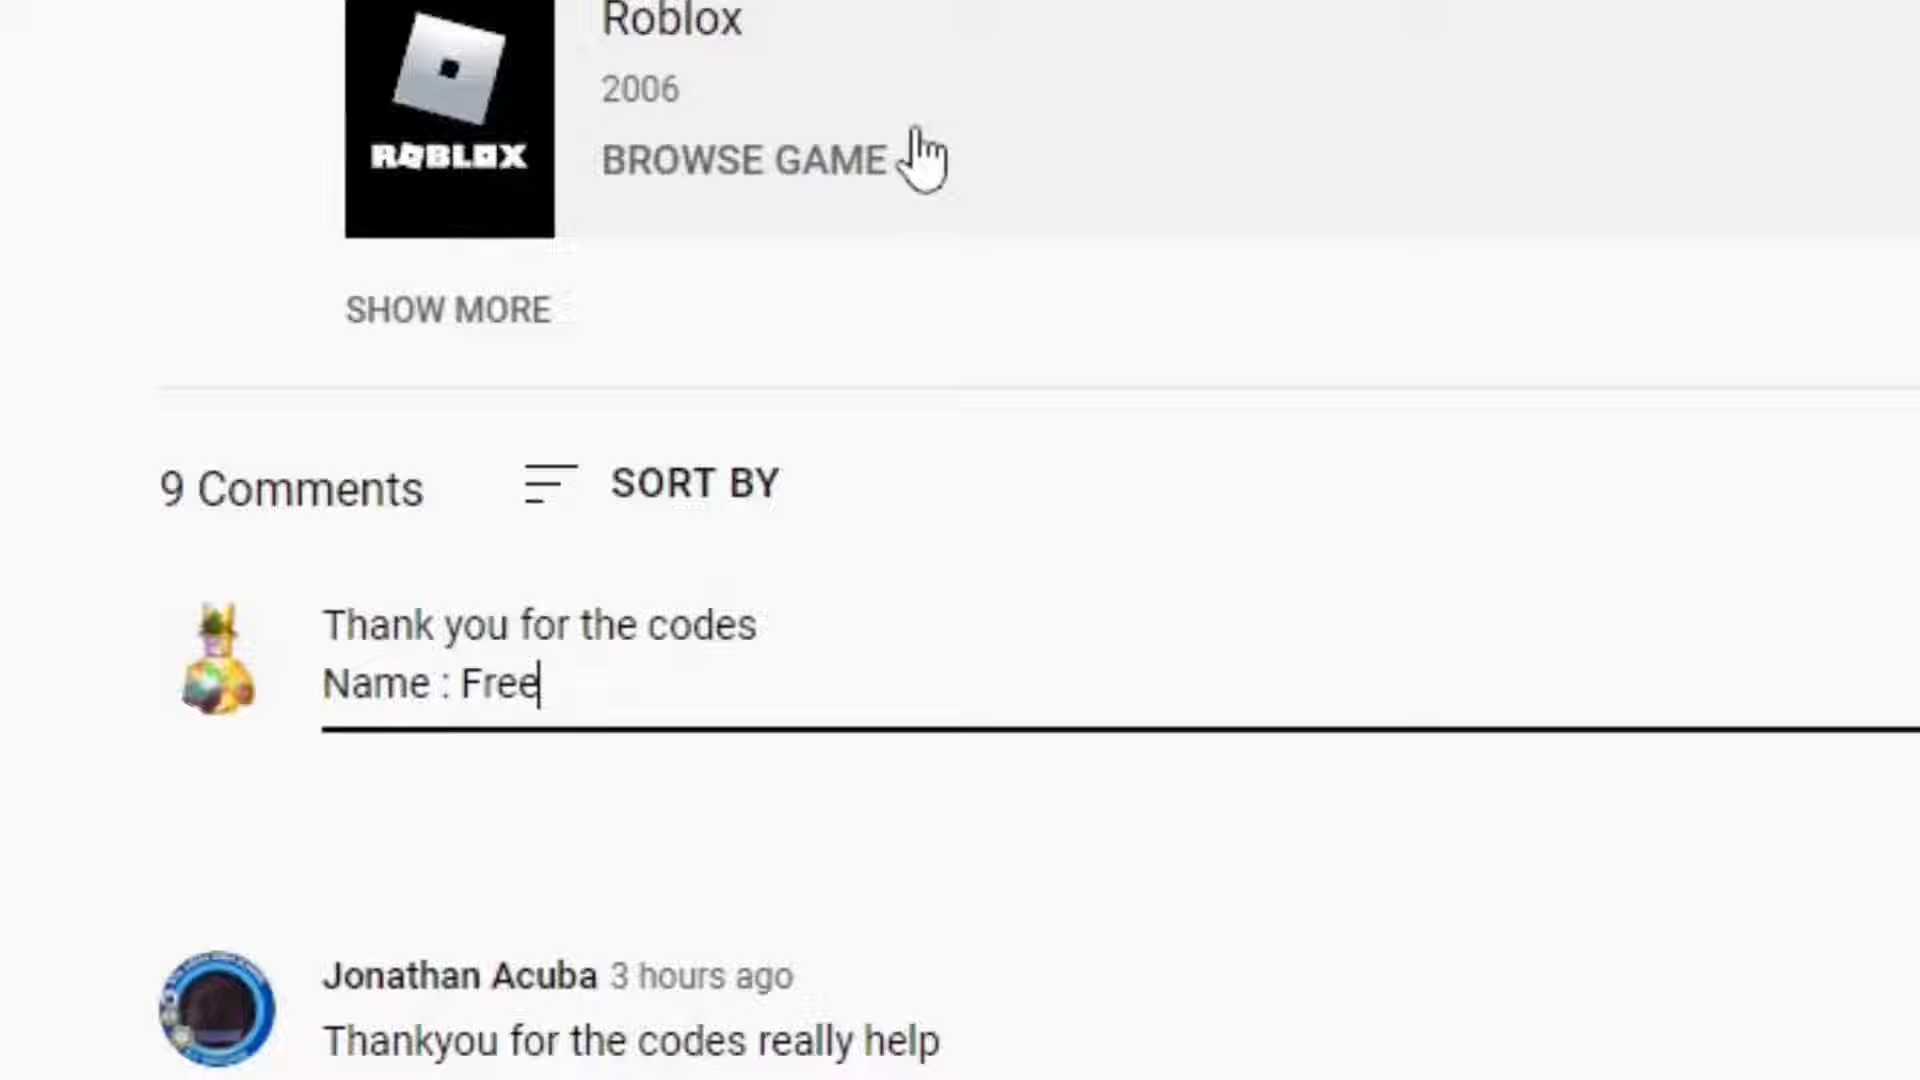 Roblox
2006
BROWSE GAME
ROBLOX
SHOW MORE
9 Comments
SORT BY
Thank you for the codes
Name : Free
Jonathan Acuba 3 hours ago
Thankyou for the codes really help